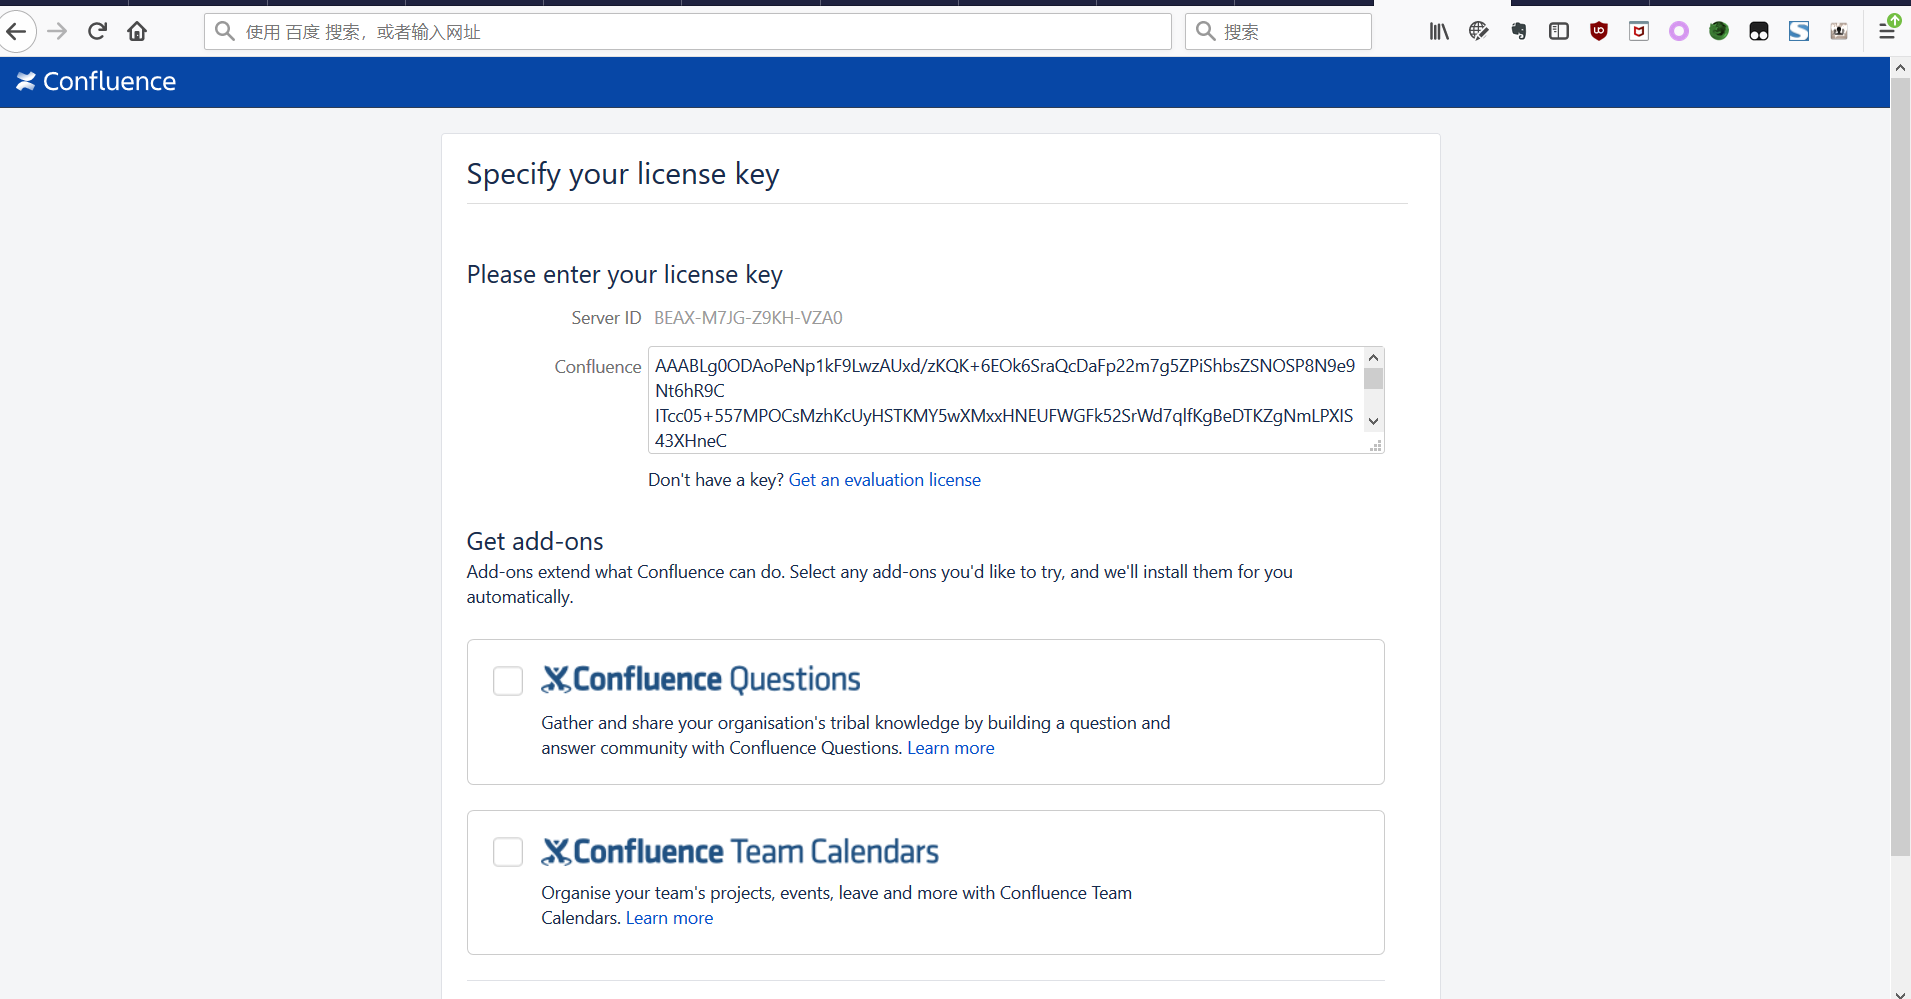 使用 百度 搜索，或者输入网址
搜索
Confluence
Specify your license key
Please enter your license key
Server ID BEAX-M7JG-Z9KH-VZA0
Confluence
AAABLg0ODAoPeNp1kF9LwzAUxd/zKQK+6EOk6SraQcDaFp22m7g5ZPiShbsZSNOSP8N9e9
Nt6hR9C
ITcc05+557MPOCsMzhKcUyHSTKMY5wXMxxHNEUFWGFk52SrWd7qlfKgBeDTKZgNmLPXIS
43XHneC
Don't have a key? Get an evaluation license
Get add-ons
Add-ons extend what Confluence can do. Select any add-ons you'd like to try, and we'll install them for you
automatically.
Confluence Questions
Gather and share your organisation's tribal knowledge by building a question and
answer community with Confluence Questions. Learn more
Confluence Team Calendars
Organise your team's projects, events, leave and more with Confluence Team
Calendars. Learn more